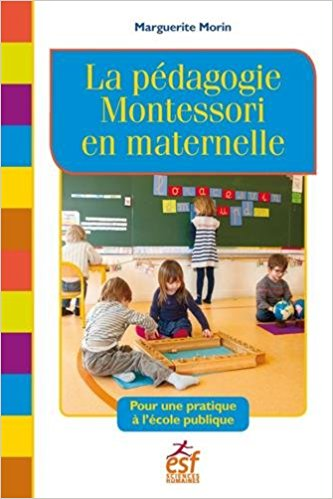 Marguerite Morin
La pédagogie
Montessori
en maternelle
Pour une pratique
à l'école publique
esf
SCIENCES
HUMAINES